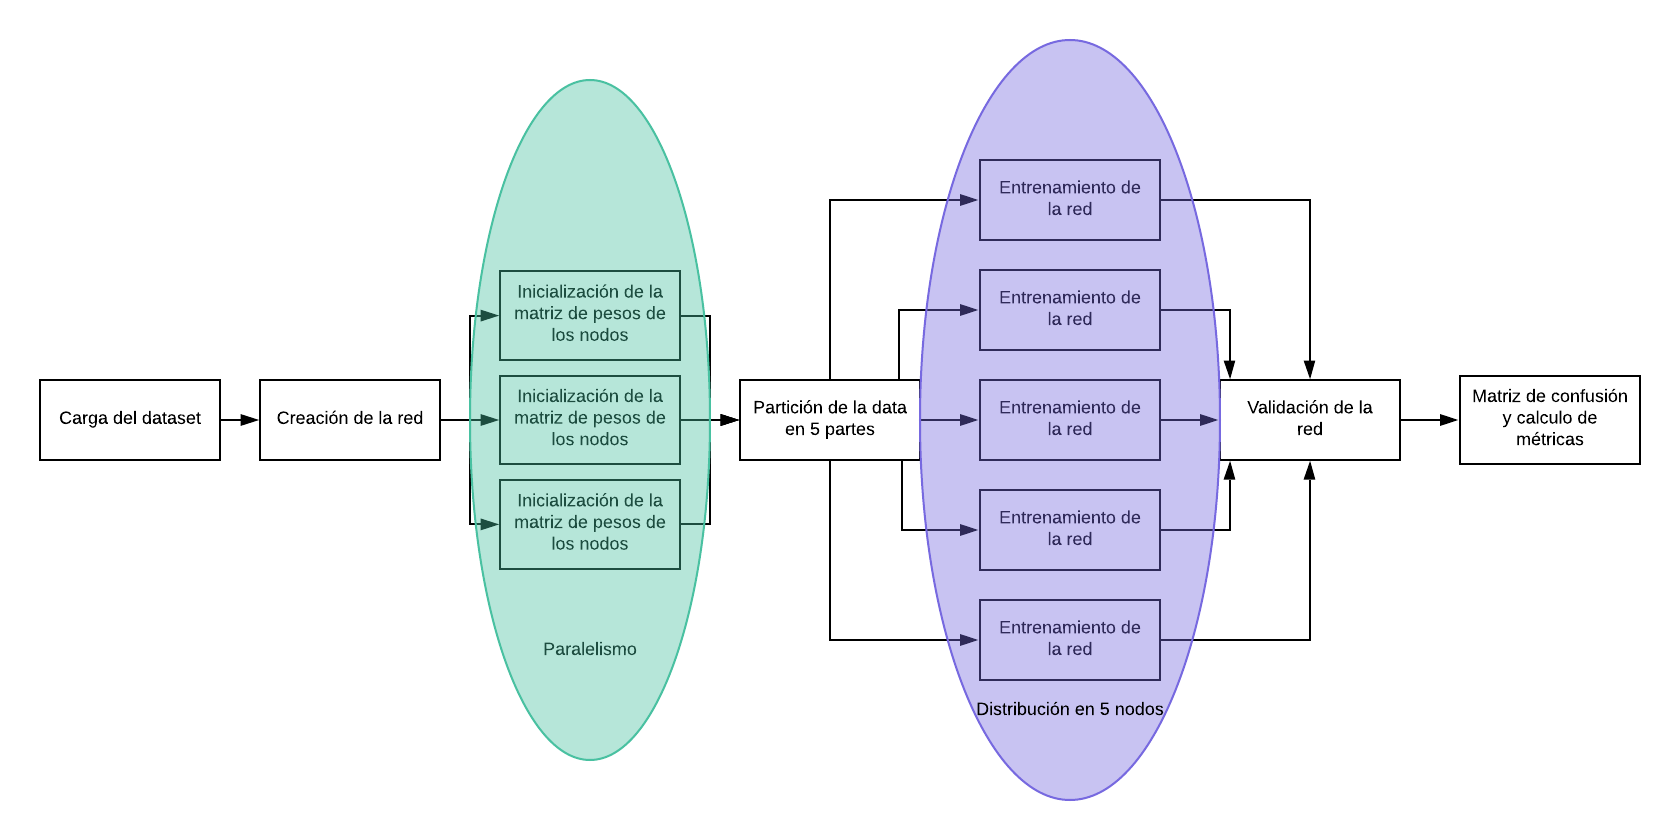 Carga del dataset
Creación de la red
Inicialización de la
matriz de pesos de
los nodos
Inicialización de la
matriz de pesos de
los nodos
Inicialización de la
matriz de pesos de
los nodos
Paralelismo
Partición de la data
en 5 partes
Entrenamiento de
la red
Entrenamiento de
la red
Entrenamiento de
la red
Entrenamiento de
la red
Entrenamiento de
la red
Distribución en 5 nodos
Validación de la
red
Matriz de confusión
y calculo de
métricas